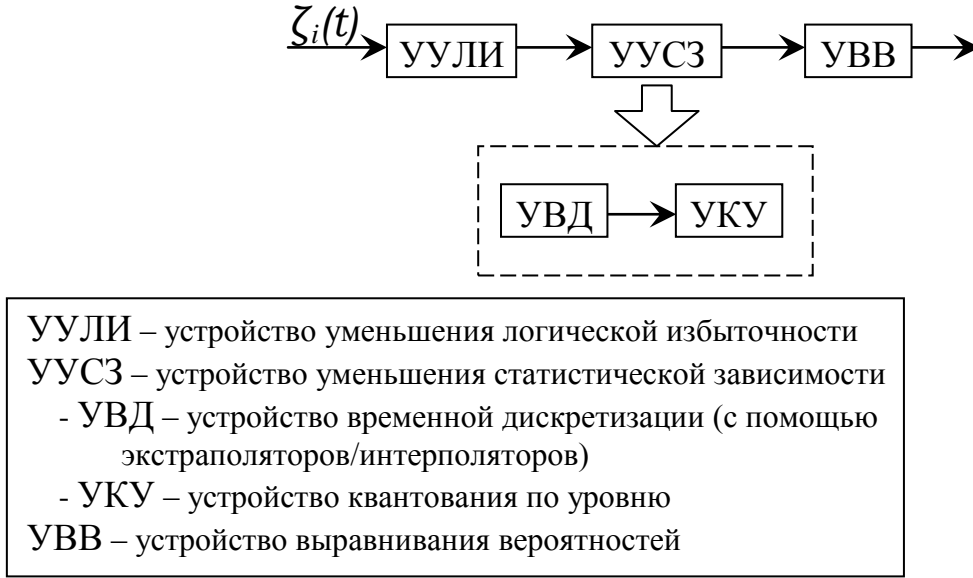 ζi(t)
УУЛИ УУСЗ УВВ
УВД УКУ
УУЛИ – устройство уменьшения логической избыточности
УУСЗ – устройство уменьшения статистической зависимости
- УВД – устройство временной дискретизации (с помощью
экстраполяторов/интерполяторов)
- УКУ – устройство квантования по уровню
УВВ – устройство выравнивания вероятностей